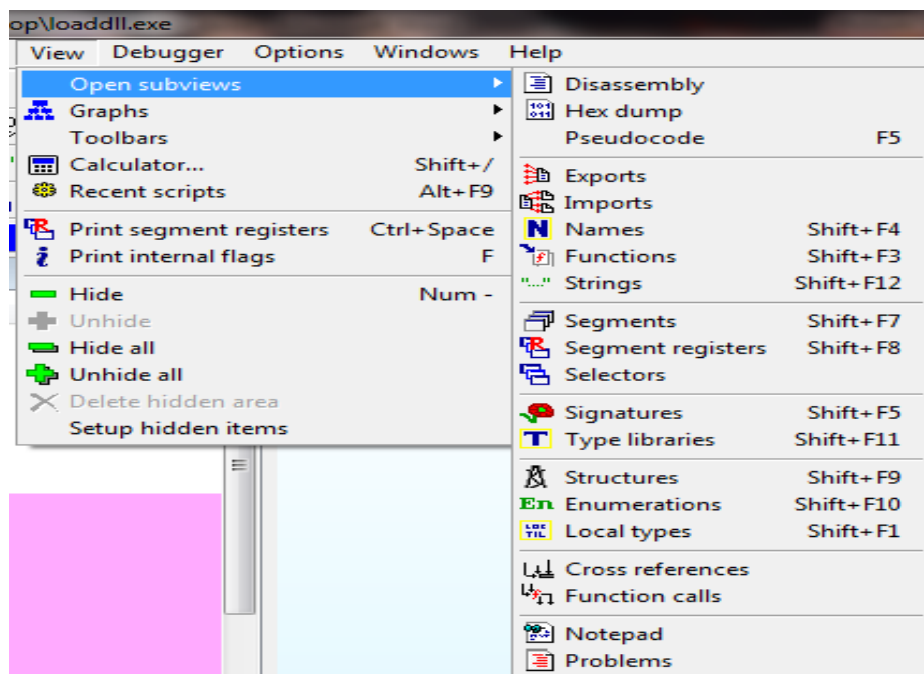 op\loaddll.exe
View Debugger Options Windows Help
Open subviews
Graphs
Toolbars
Calculator... Shift+/
Recent scripts Alt+F9
Print segment registers Ctrl+Space
Print internal flags F
Hide Num -
Unhide
Hide all
Unhide all
Delete hidden area
Setup hidden items
Disassembly
Hex dump
Pseudocode F5
Exports
Imports
Names Shift+F4
Functions Shift+F3
Strings Shift+F12
Segments Shift+F7
Segment registers Shift+F8
Selectors
Signatures Shift+F5
Type libraries Shift+F11
Structures Shift+F9
Enumerations Shift+F10
Local types Shift+F1
Cross references
Function calls
Notepad
Problems